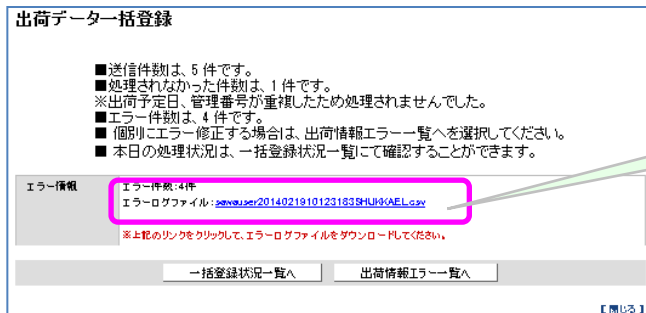 出荷データ一括登録
■送信件数は、5 件です。
■処理されなかった件数は、1 件です。
※出荷予定日、管理番号が重複したため処理されませんでした。
■エラー件数は、4 件です。
■ 個別にエラー修正する場合は、出荷情報エラー一覧へを選択してください。
■ 本日の処理状況は、一括登録状況一覧にて確認することができます。
エラー情報
エラー件数:4件
エラーログファイル:sawauser20140219101231835HUKKAEL.csv
※上記のリンクをクリックして、エラーログファイルをダウンロードしてください。
一括登録状況一覧へ 出荷情報エラー一覧へ
【閉じる】